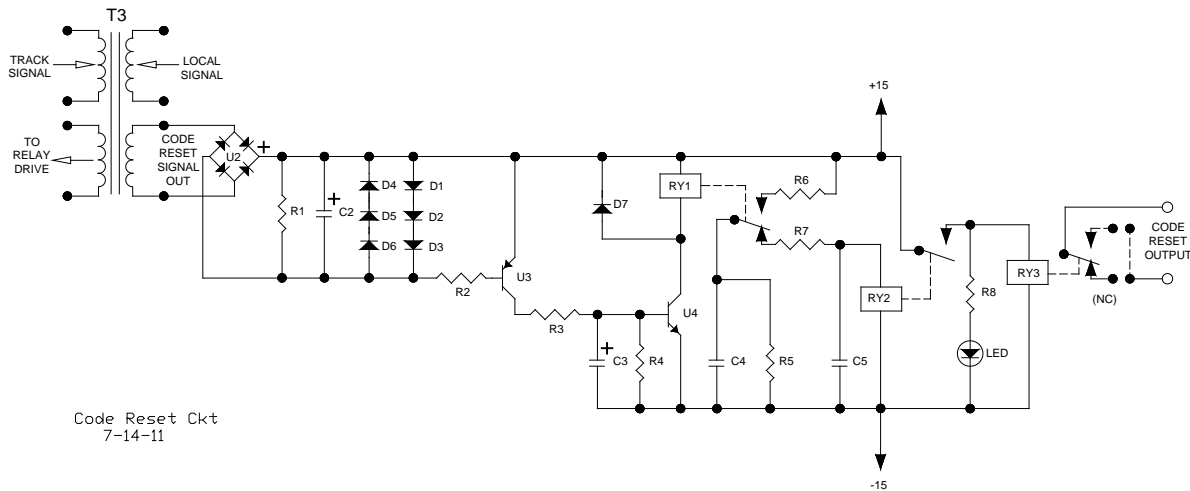 T3
TRACK
SIGNAL
LOCAL
SIGNAL
TO
RELAY
DRIVE
CODE
RESET
SIGNAL
OUT
U2
+
R1
+
C2
D4
D5
D6
D1
D2
D3
R2
U3
R3
+
C3
R4
U4
D7
RY1
R6
R7
C4
R5
C5
+15
RY2
-15
R8
LED
RY3
(NC)
CODE
RESET
OUTPUT
Code Reset Ckt
7-14-11